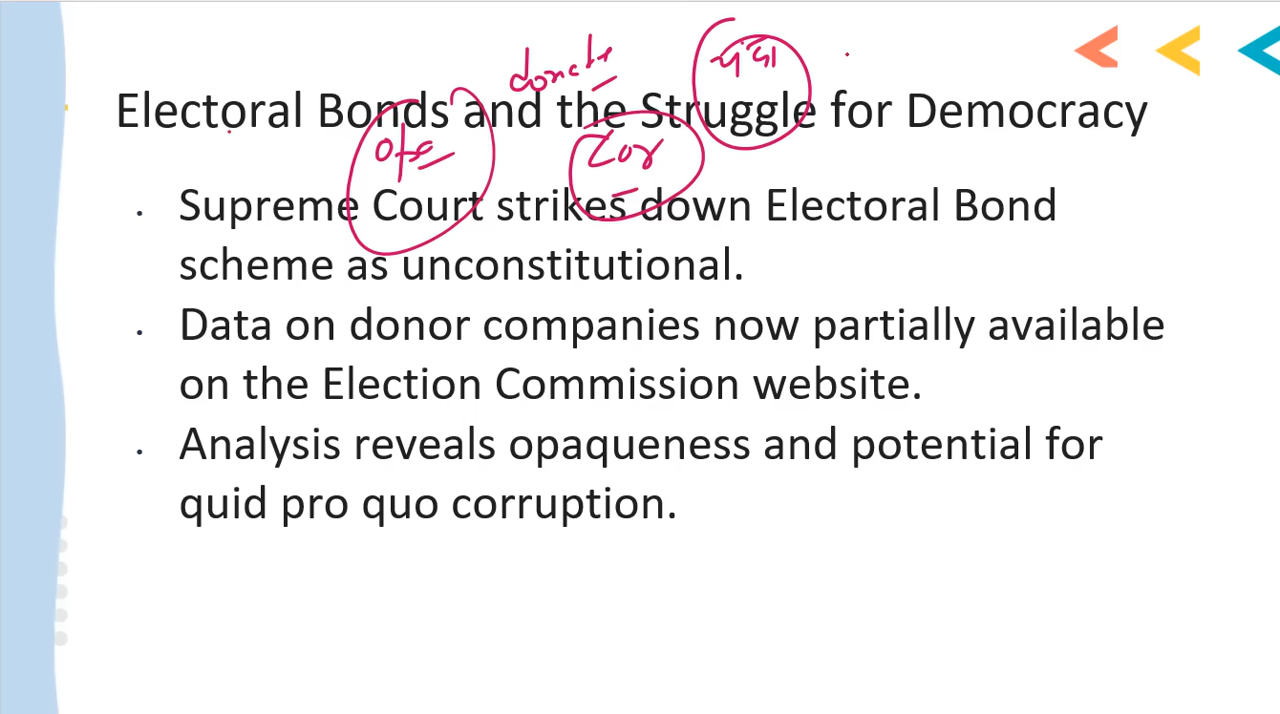 donate
चंदा
Electoral Bonds and the Struggle for Democracy
Supreme Court strikes down Electoral Bond
scheme as unconstitutional.
Data on donor companies now partially available
on the Election Commission website.
Analysis reveals opaqueness and potential for
quid pro quo corruption.